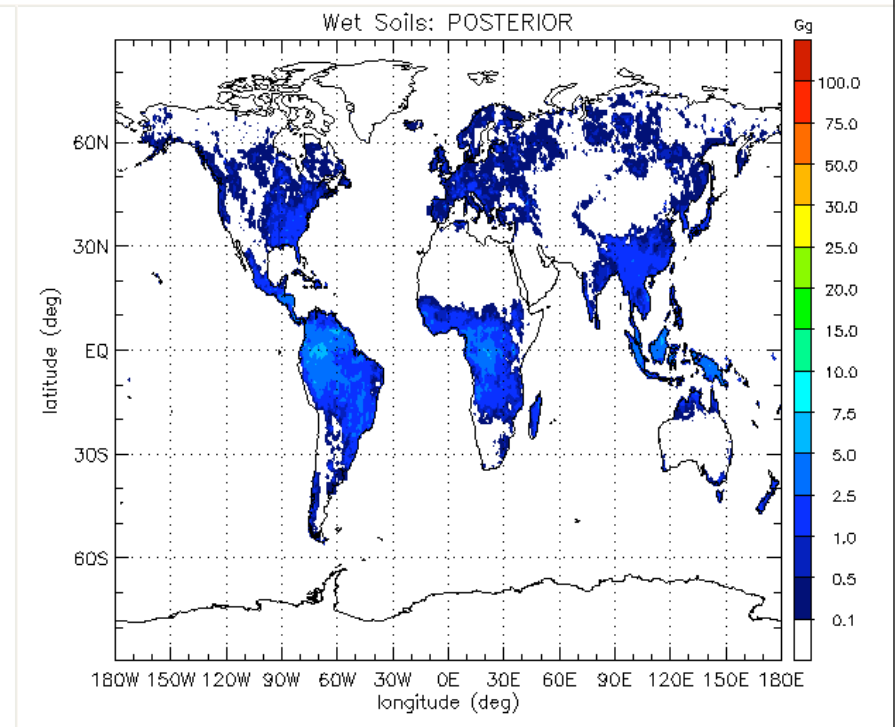 Wet Soils: POSTERIOR
Gg
100.0
75.0
50.0
30.0
25.0
20.0
15.0
10.0
7.5
5.0
2.5
1.0
0.5
0.1
60N
30N
EQ
30S
60S
latitude (deg)
180W 150W 120W 90W 60W 30W 0E 30E 60E 90E 120E 150E 180E
longitude (deg)